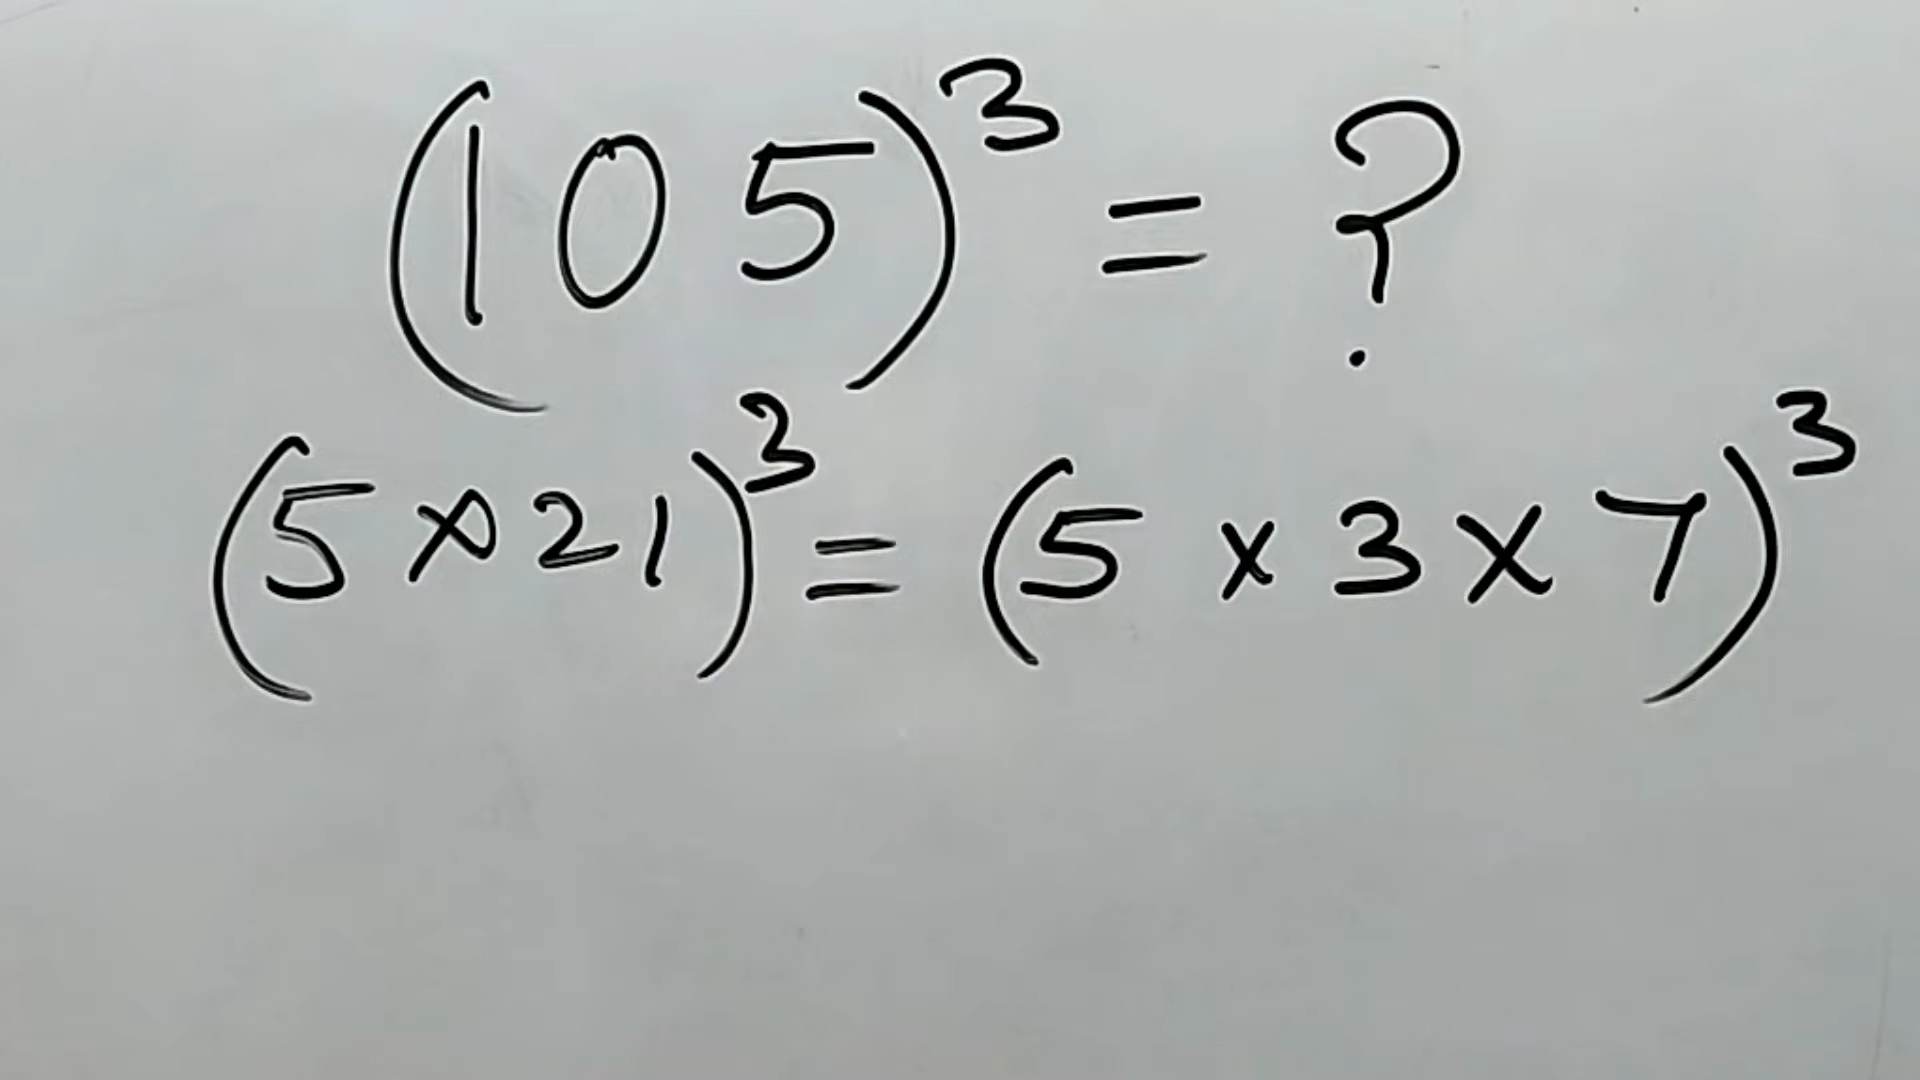 (105)³ = ?
(5×21)³ = (5×3×7)³